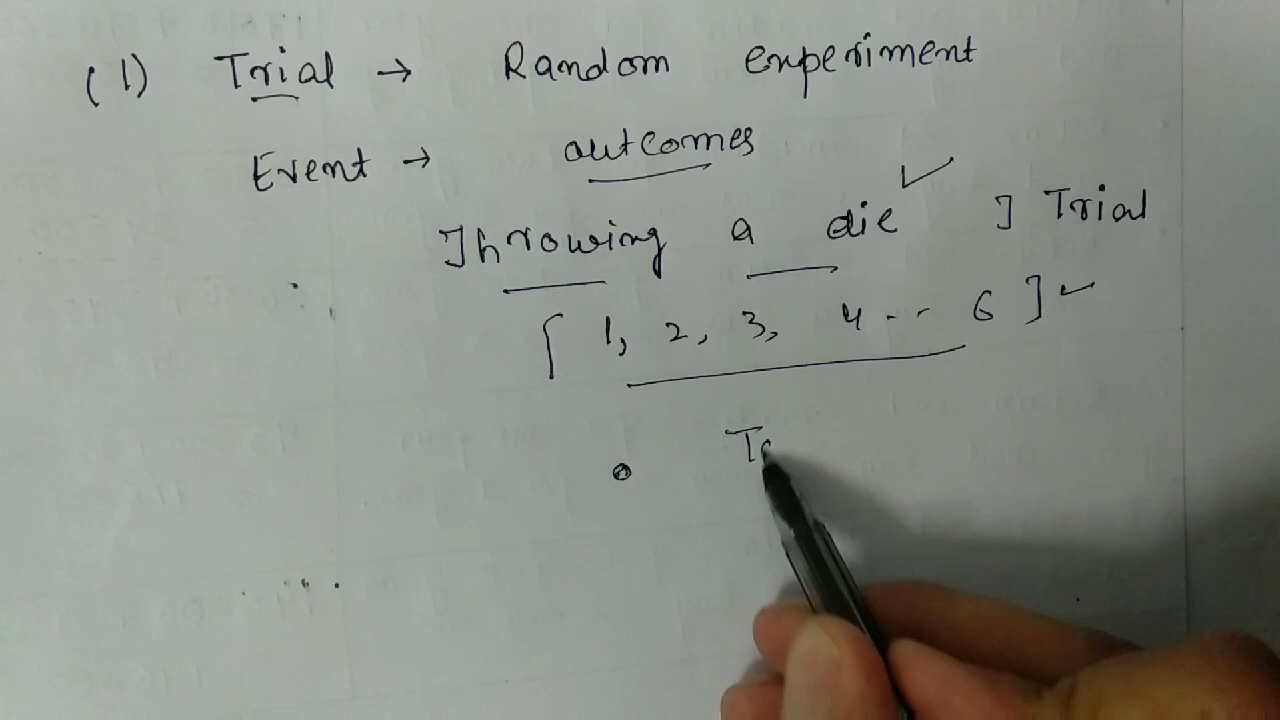 (1) Trial → Random experiment
Event → outcomes
Throwing a die ✓ ] Trial
[ 1, 2, 3, 4 - - 6 ] ✓